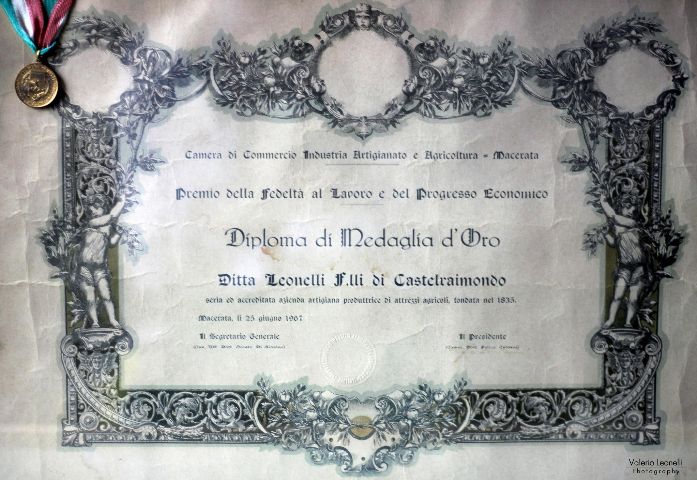 Camera di Commercio Industria Artigianato e Agricoltura - Macerata
Premio della Fedeltà al Lavoro e del Progresso Economico
Diploma di Medaglia d'Oro
Ditta Leonelli F.lli di Castelraimondo
seria ed accreditata azienda artigiana produttrice di attrezzi agricoli, fondata nel 1835.
Macerata, lì 25 giugno 1967
Il Segretario Generale
Il Presidente
Valerio Leonelli
Photography